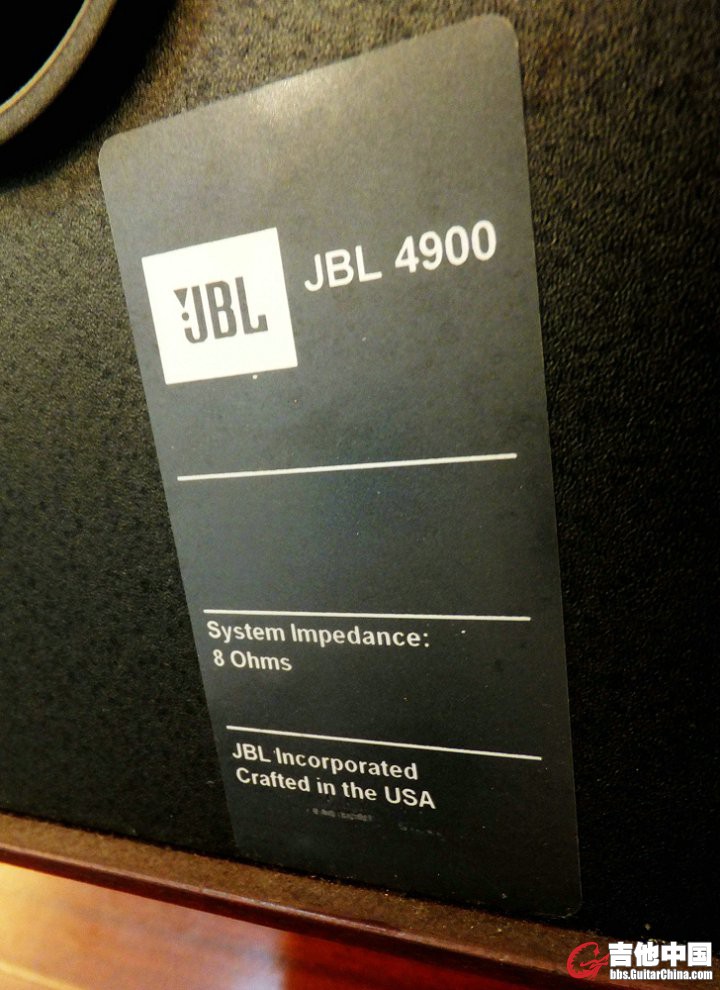 JBL
JBL 4900
System Impedance:
8 Ohms
JBL Incorporated
Crafted in the USA
吉他中国
bbs.GuitarChina.com